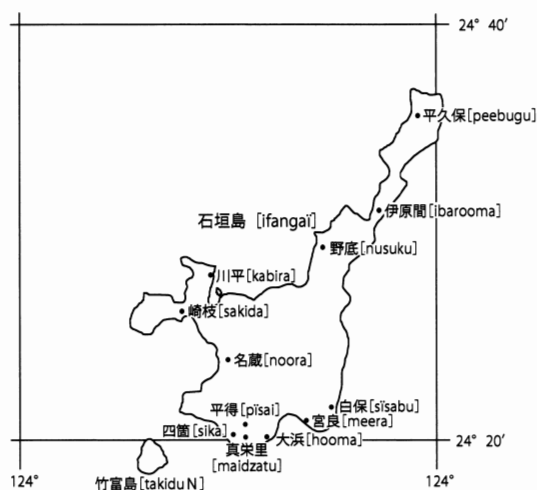 24° 40′
平久保[peebugu]
石垣島 [ifangaï]
伊原間[ibarooma]
野底[nusuku]
川平[kabira]
崎枝[sakida]
名蔵[noora]
平得[pïsai]
白保[sïsabu]
宮良[meera]
四箇[sïka]
大浜[hooma]
24° 20′
真栄里
[maidzatu]
124°
竹富島[takiduN]
124°